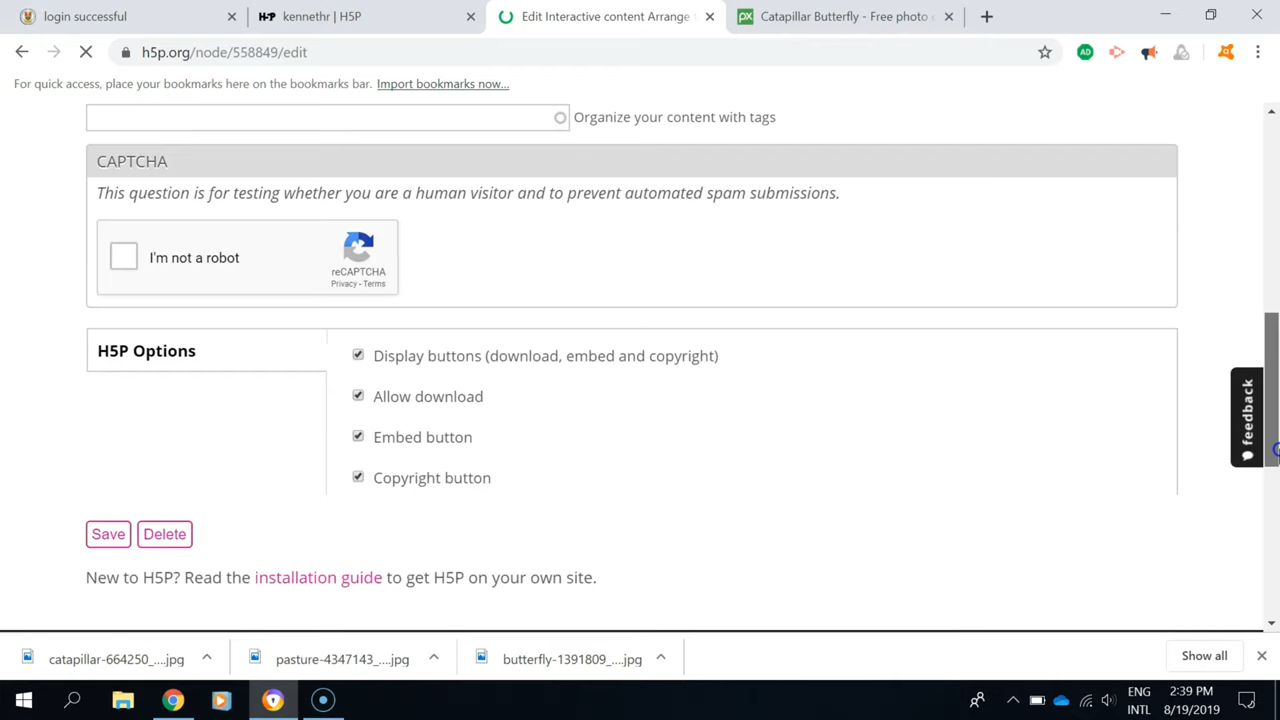 login successful
H-P kennethr | H5P
Edit Interactive content Arrange
px Catapillar Butterfly - Free photo
h5p.org/node/558849/edit
AD
For quick access, place your bookmarks here on the bookmarks bar. Import bookmarks now...
Organize your content with tags
CAPTCHA
This question is for testing whether you are a human visitor and to prevent automated spam submissions.
I'm not a robot
reCAPTCHA
Privacy - Terms
H5P Options
Display buttons (download, embed and copyright)
Allow download
Embed button
Copyright button
feedback
Save Delete
New to H5P? Read the installation guide to get H5P on your own site.
catapillar-664250_....jpg pasture-4347143_....jpg butterfly-1391809_....jpg Show all
ENG 2:39 PM
INTL 8/19/2019